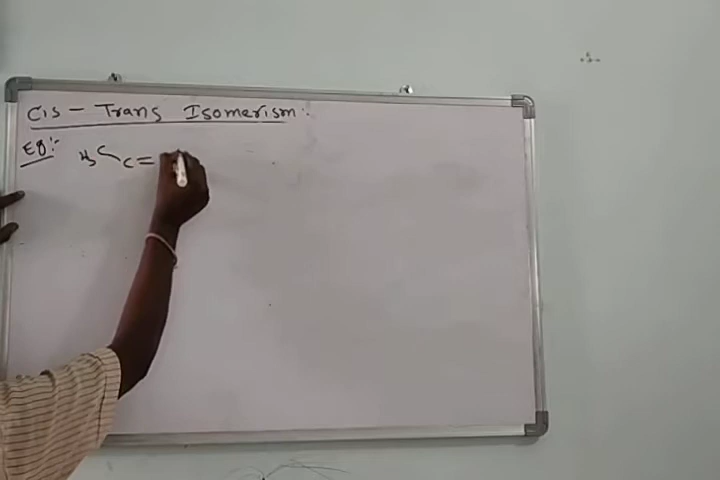 Cis - Trans Isomerism:
Eg:-
H3C C=